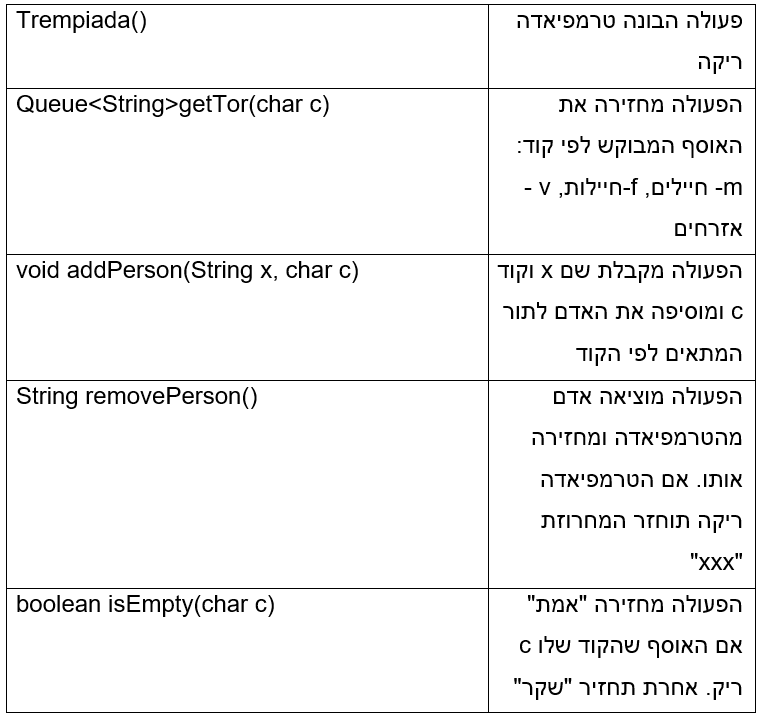 Trempiada()
פעולה הבונה טרמפיאדה
ריקה
Queue<String>getTor(char c)
הפעולה מחזירה את
האוסף המבוקש לפי קוד:
m- חיילים, f-חיילות, v -
אזרחים
void addPerson(String x, char c)
הפעולה מקבלת שם x וקוד
c ומוסיפה את האדם לתור
המתאים לפי הקוד
String removePerson()
הפעולה מוציאה אדם
מהטרמפיאדה ומחזירה
אותו. אם הטרמפיאדה
ריקה תוחזר המחרוזת
"xxx"
boolean isEmpty(char c)
הפעולה מחזירה "אמת"
אם האוסף שהקוד שלו c
ריק. אחרת תחזיר "שקר"